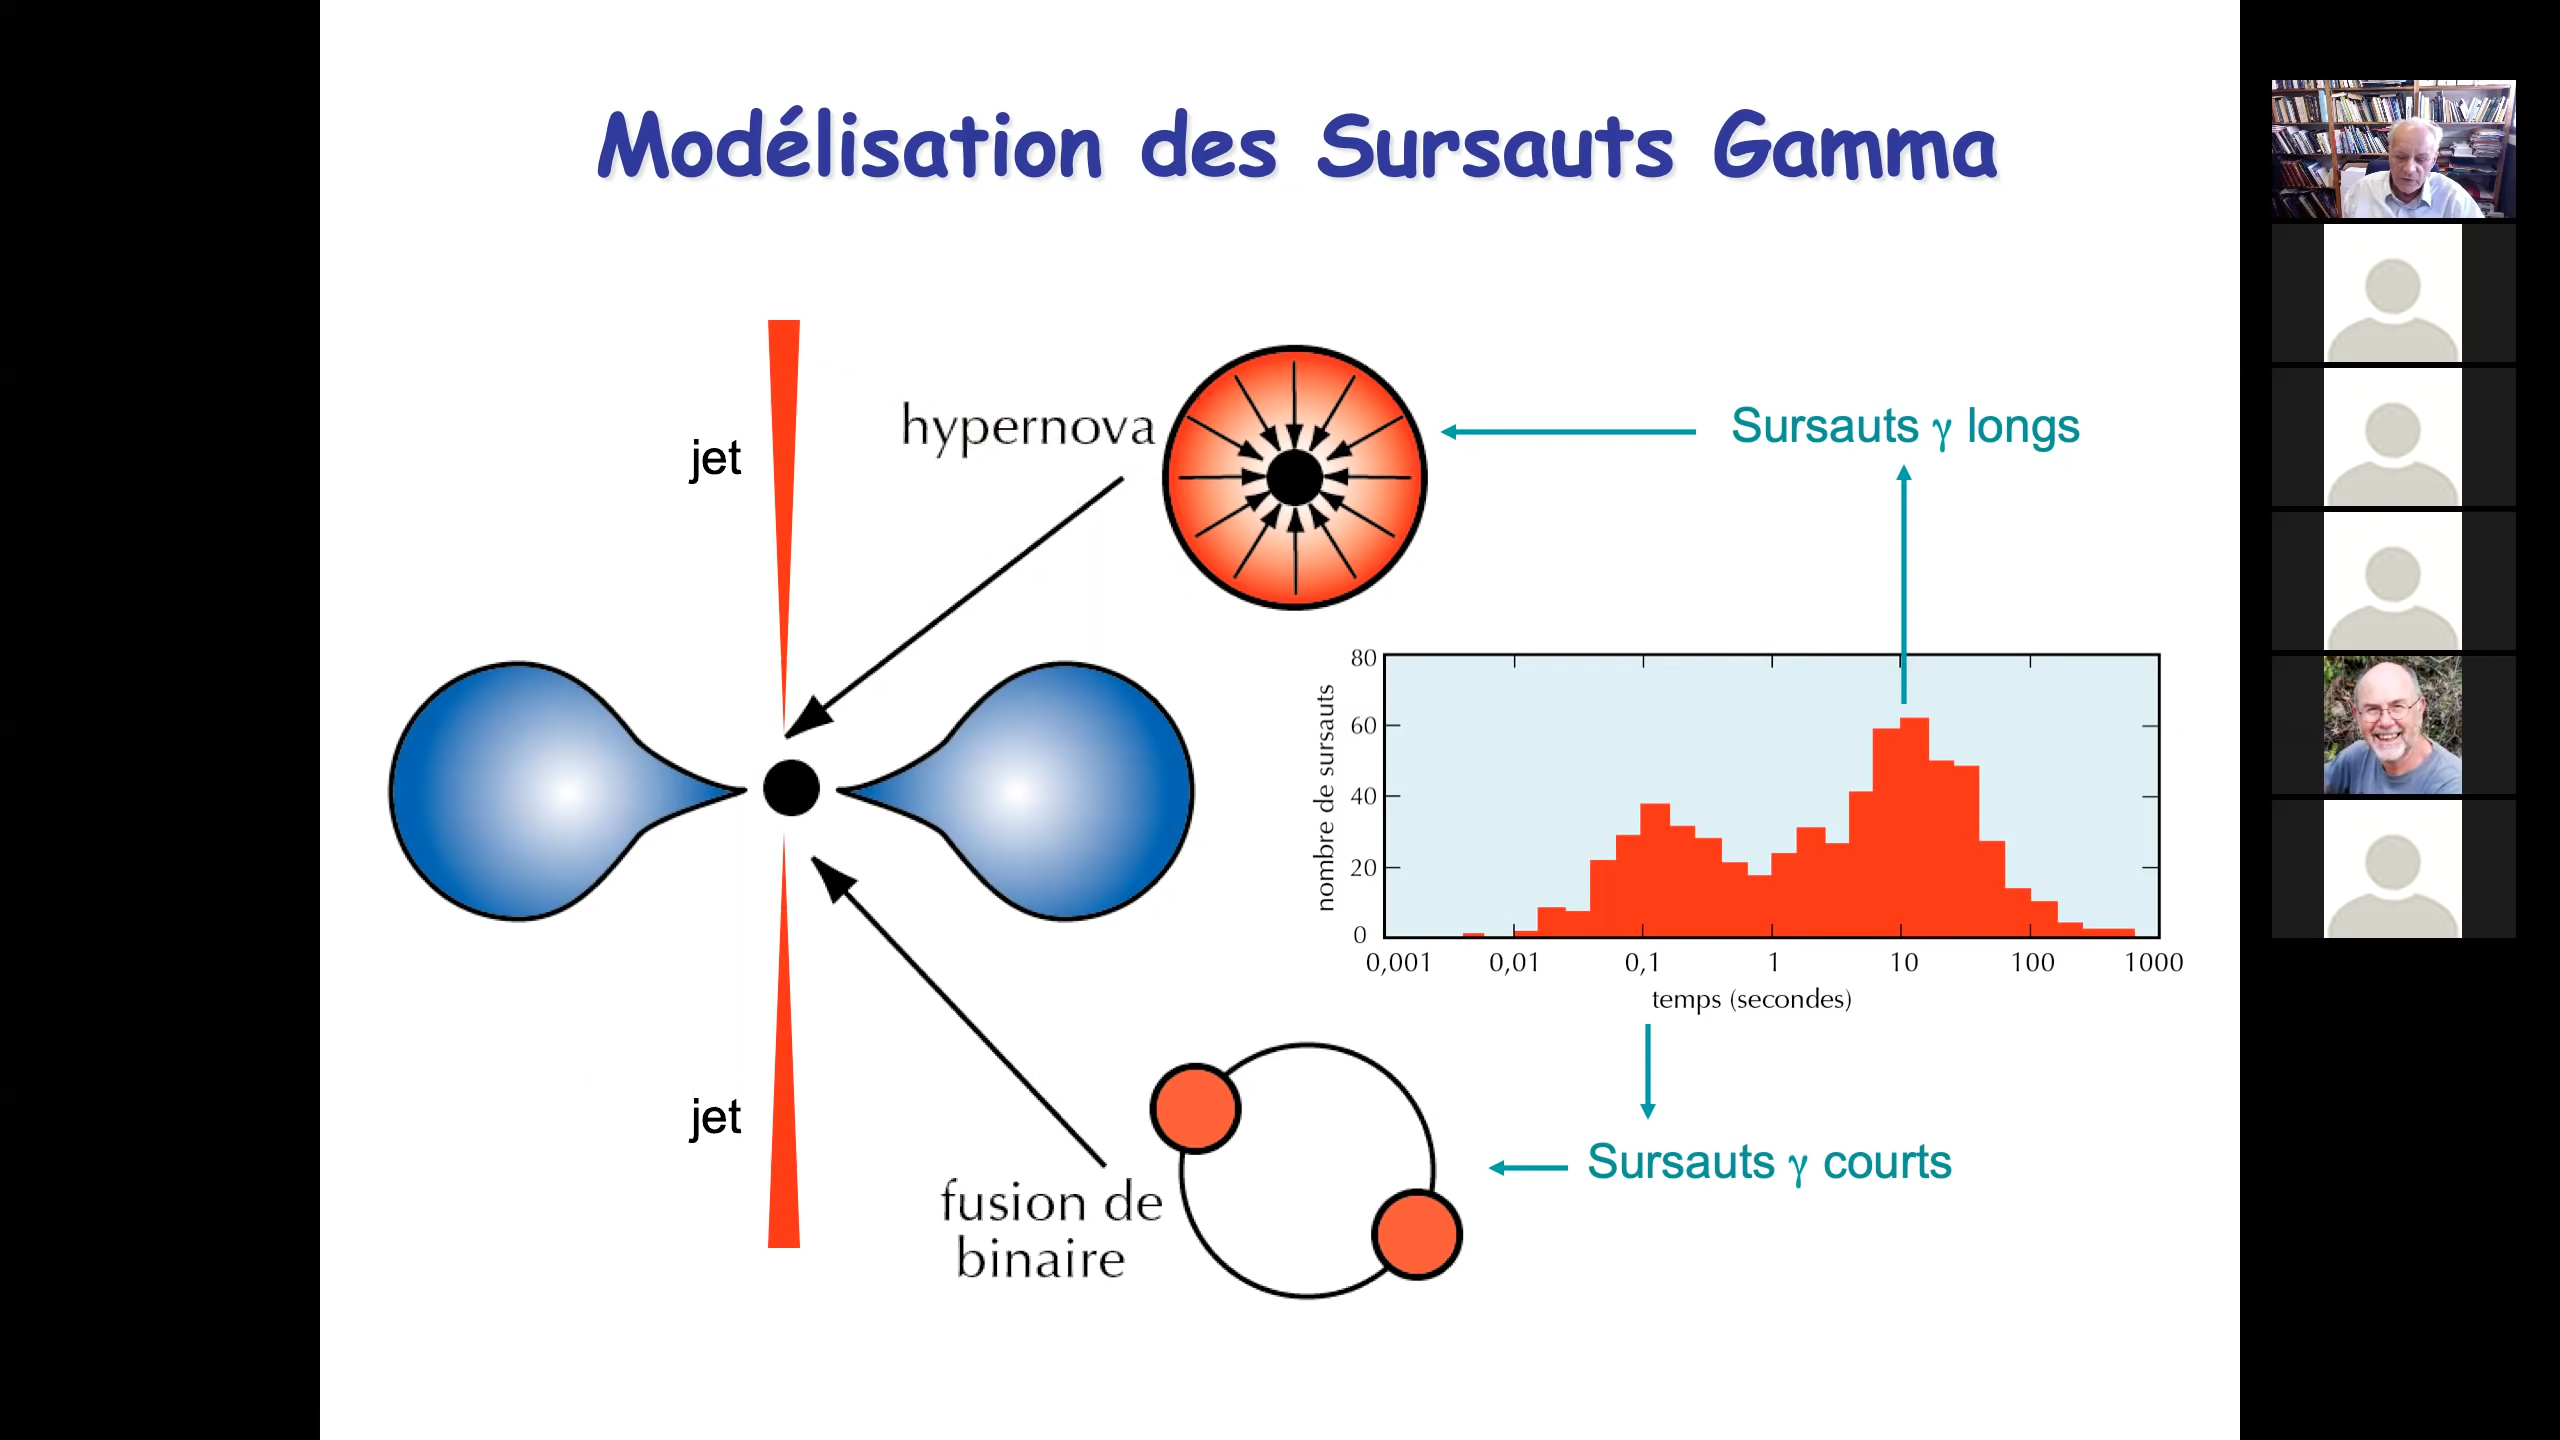 Modélisation des Sursauts Gamma
jet
hypernova
Sursauts γ longs
80
60
40
20
0
nombre de sursauts
0,001 0,01 0,1 1 10 100 1000
temps (secondes)
jet
Sursauts γ courts
fusion de
binaire